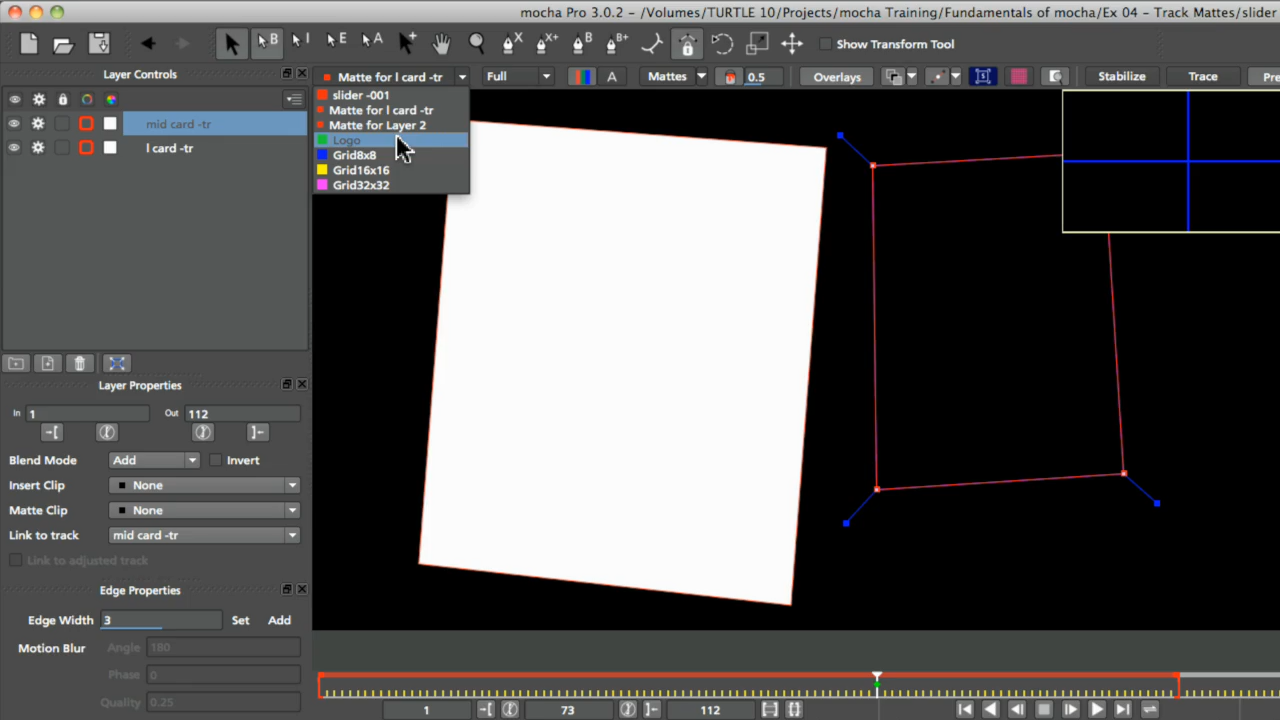 mocha Pro 3.0.2 - /Volumes/TURTLE 10/Projects/mocha Training/Fundamentals of mocha/Ex 04 - Track Mattes/slider
B I E A X X+ B B+ Show Transform Tool
Layer Controls
Matte for l card -tr Full A Mattes 0.5 Overlays Stabilize Trace Pre
slider -001
Matte for l card -tr
Matte for Layer 2
Logo
Grid8x8
Grid16x16
Grid32x32
mid card -tr
l card -tr
Layer Properties
In 1 Out 112
Blend Mode Add Invert
Insert Clip None
Matte Clip None
Link to track mid card -tr
Link to adjusted track
Edge Properties
Edge Width 3 Set Add
Motion Blur Angle 180
Phase 0
Quality 0.25
1 73 112